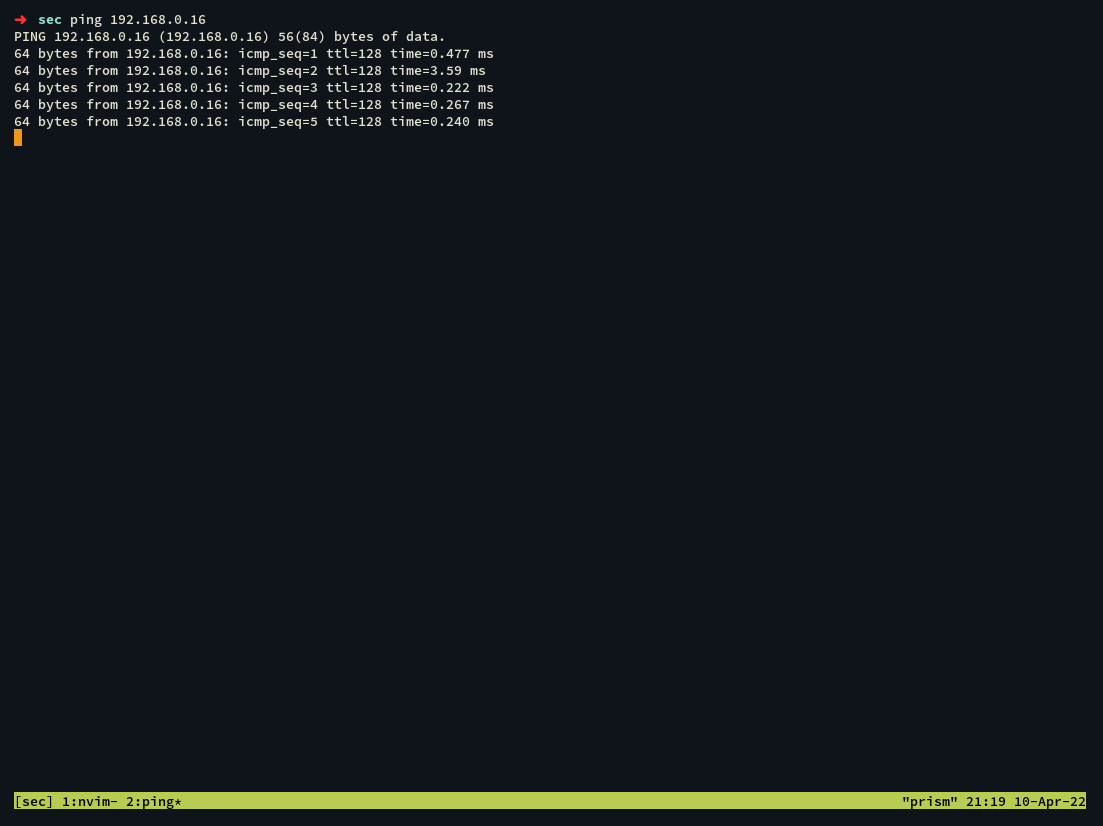 ➜ sec ping 192.168.0.16
PING 192.168.0.16 (192.168.0.16) 56(84) bytes of data.
64 bytes from 192.168.0.16: icmp_seq=1 ttl=128 time=0.477 ms
64 bytes from 192.168.0.16: icmp_seq=2 ttl=128 time=3.59 ms
64 bytes from 192.168.0.16: icmp_seq=3 ttl=128 time=0.222 ms
64 bytes from 192.168.0.16: icmp_seq=4 ttl=128 time=0.267 ms
64 bytes from 192.168.0.16: icmp_seq=5 ttl=128 time=0.240 ms
[sec] 1:nvim- 2:ping* "prism" 21:19 10-Apr-22